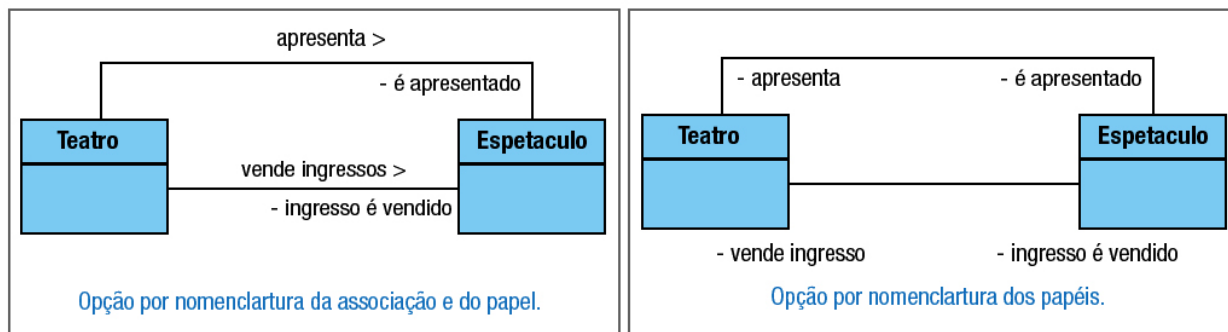 apresenta >
- é apresentado
Teatro
Espetaculo
vende ingressos >
- ingresso é vendido
Opção por nomenclartura da associação e do papel.
- apresenta
- é apresentado
Teatro
Espetaculo
- vende ingresso
- ingresso é vendido
Opção por nomenclartura dos papéis.